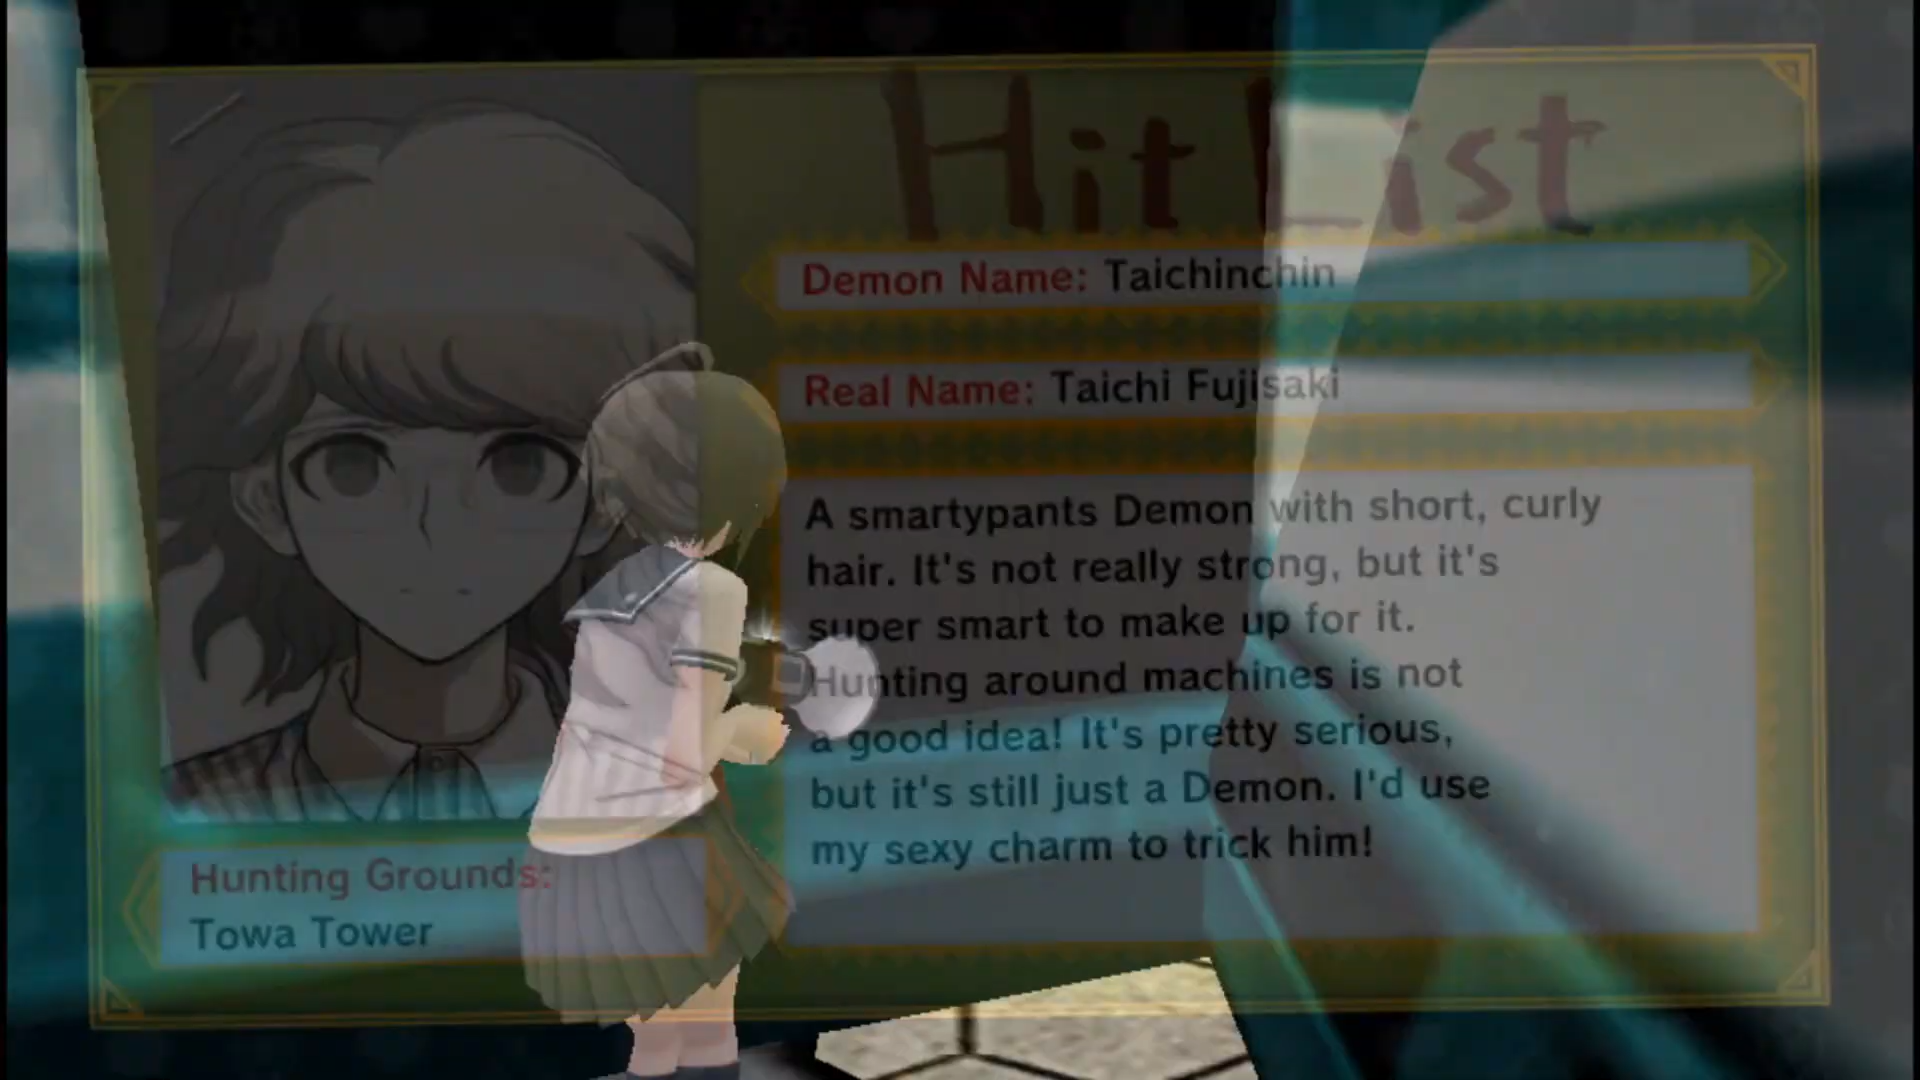 Hit List
Demon Name: Taichinchin
Real Name: Taichi Fujisaki
A smartypants Demon with short, curly
hair. It's not really strong, but it's
super smart to make up for it.
Hunting around machines is not
a good idea! It's pretty serious,
but it's still just a Demon. I'd use
my sexy charm to trick him!
Hunting Grounds:
Towa Tower